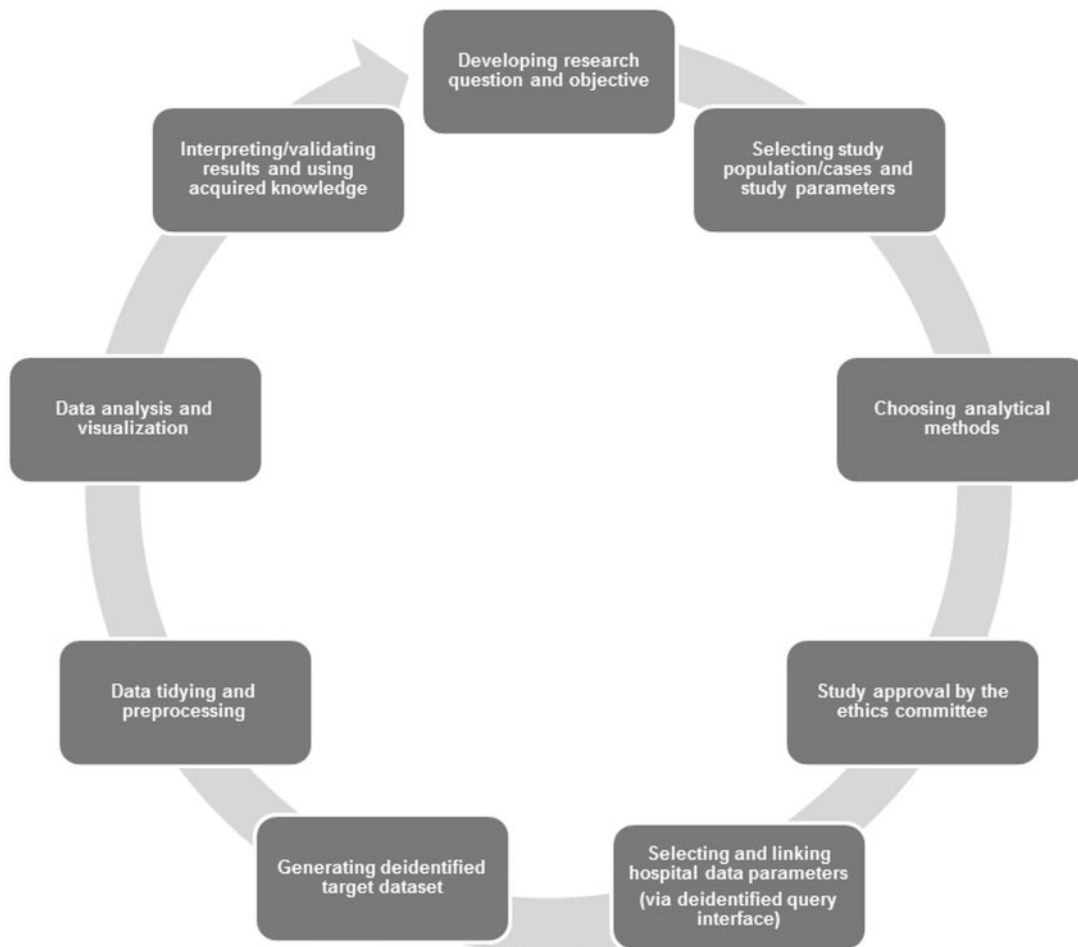 Developing research
question and objective
Selecting study
population/cases and
study parameters
Choosing analytical
methods
Study approval by the
ethics committee
Selecting and linking
hospital data parameters
(via deidentified query
interface)
Generating deidentified
target dataset
Data tidying and
preprocessing
Data analysis and
visualization
Interpreting/validating
results and using
acquired knowledge